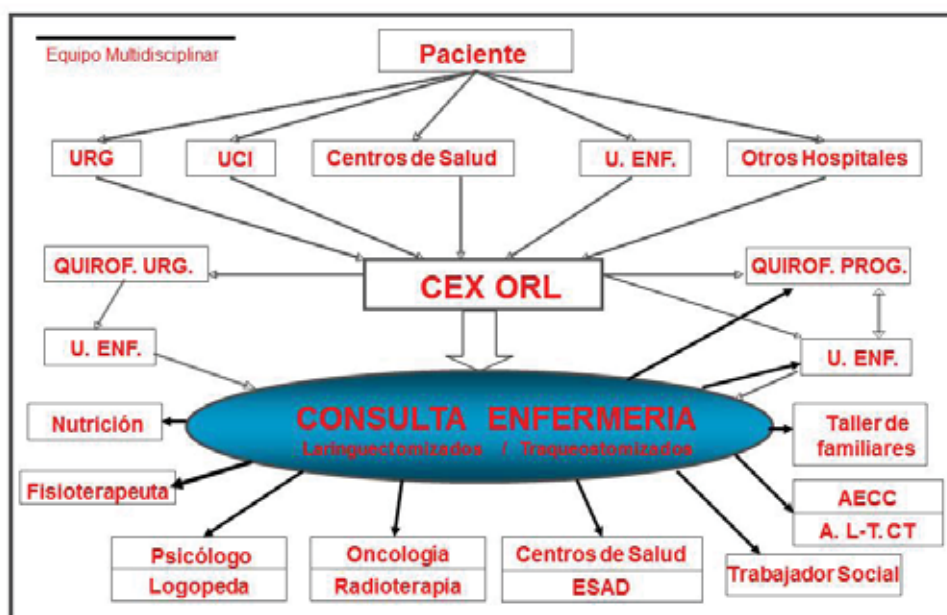 Equipo Multidisciplinar
Paciente
URG
UCI
Centros de Salud
U. ENF.
Otros Hospitales
QUIROF. URG.
CEX ORL
QUIROF. PROG.
U. ENF.
U. ENF.
CONSULTA ENFERMERIA
Laringuectomizados / Traqueostomizados
Nutrición
Taller de
familiares
Fisioterapeuta
AECC
A. L-T. CT
Psicólogo
Logopeda
Oncología
Radioterapia
Centros de Salud
ESAD
Trabajador Social